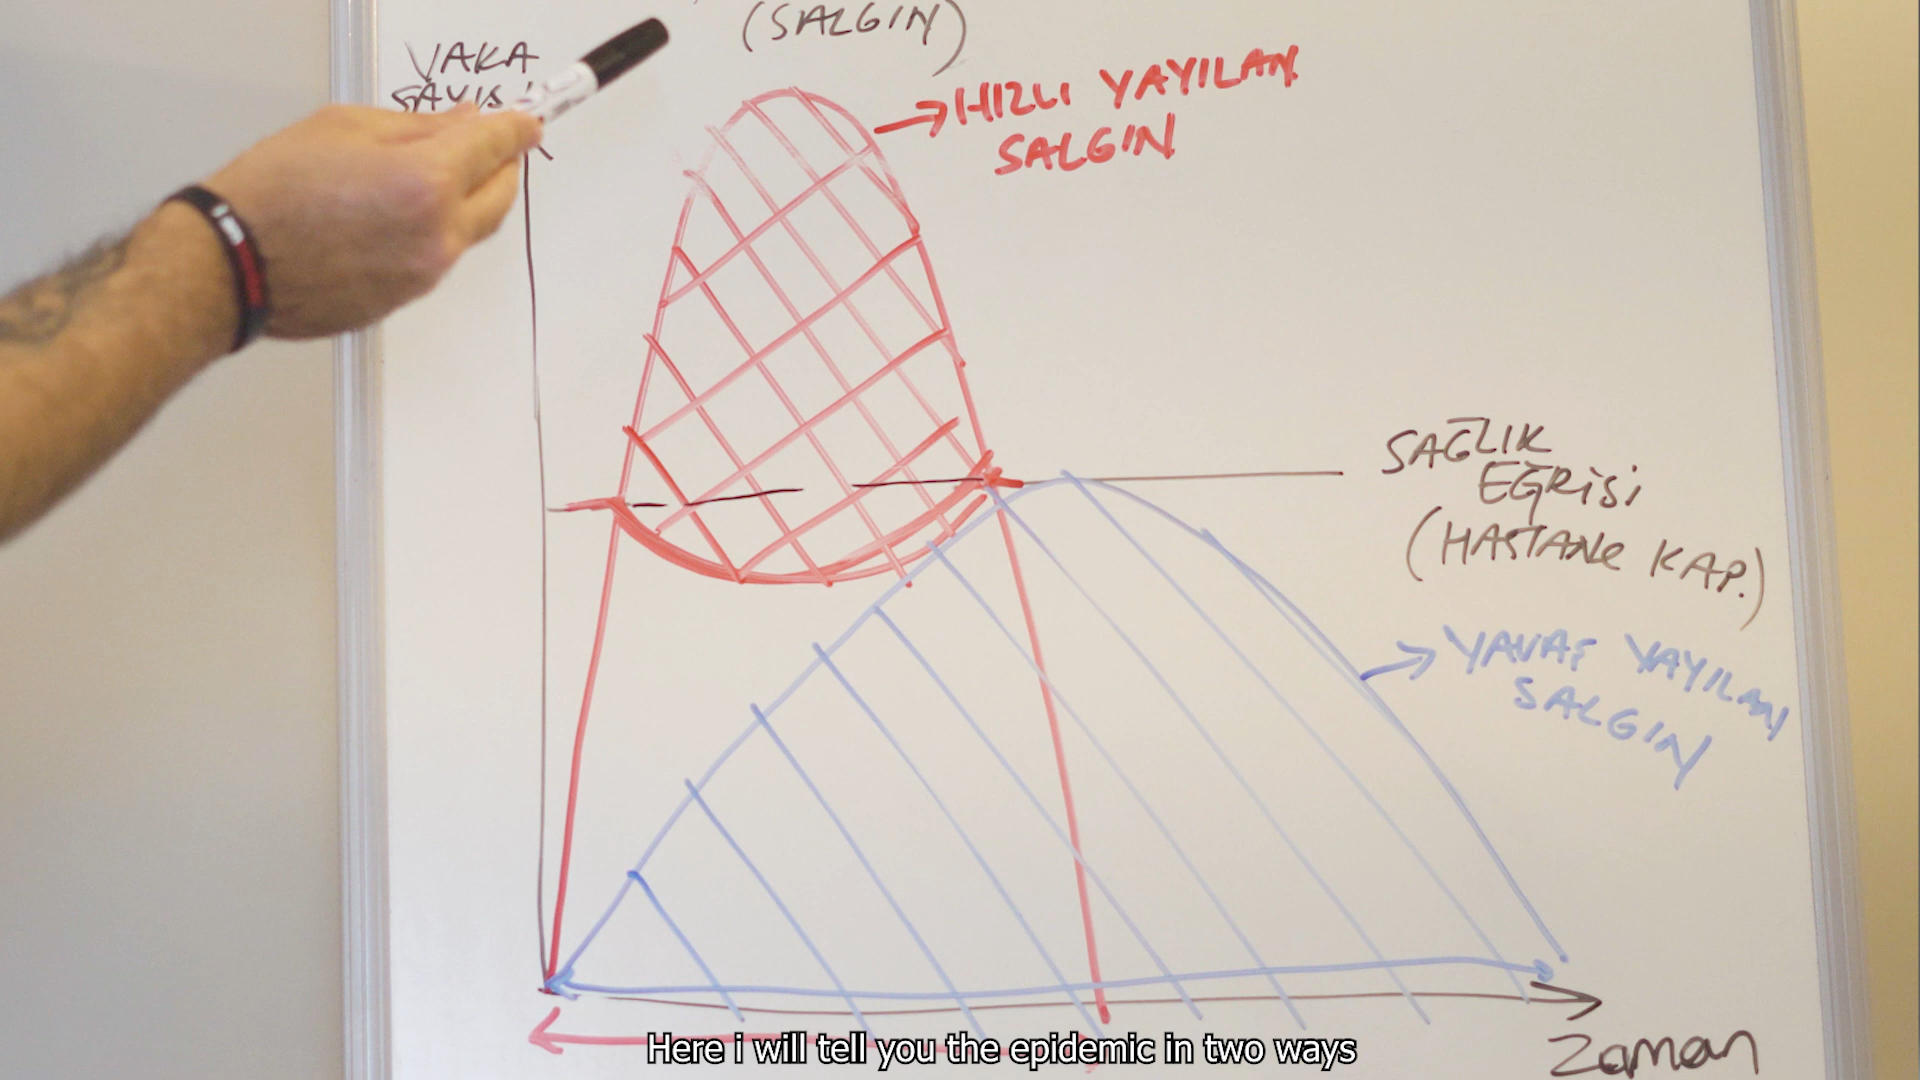 (SALGIN)
VAKA
SAYIS
HIZLI YAYILAN
SALGIN
SAĞLIK
EĞRİSİ
(HASTANE KAP.)
YAVAŞ YAYILAN
SALGIN
Zaman
Here i will tell you the epidemic in two ways